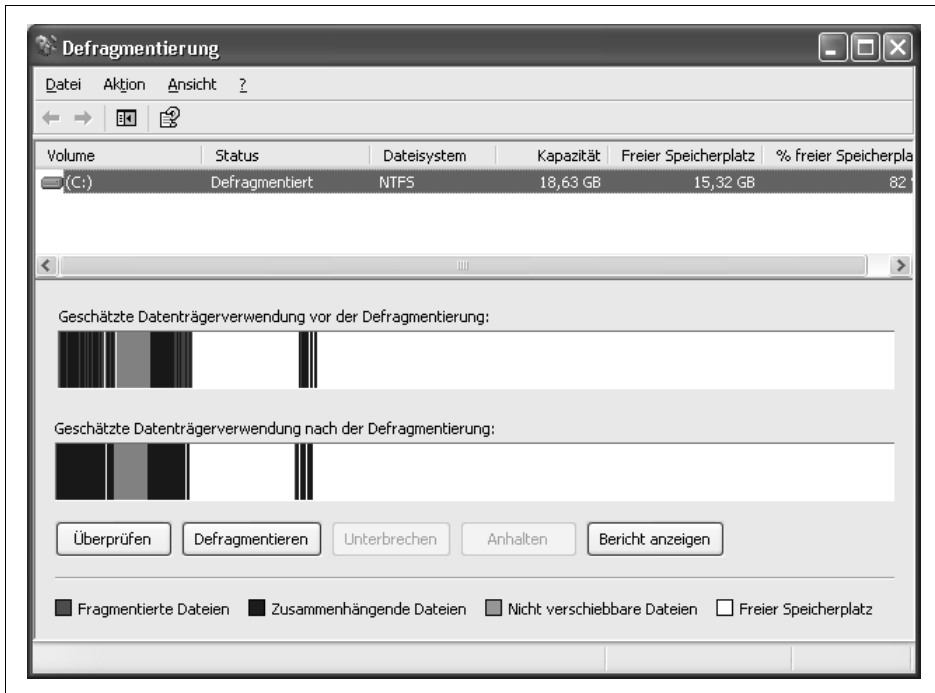 Defragmentierung
Datei Aktion Ansicht ?
Volume Status Dateisystem Kapazität Freier Speicherplatz % freier Speicherpla
(C:) Defragmentiert NTFS 18,63 GB 15,32 GB 82
Geschätzte Datenträgerverwendung vor der Defragmentierung:
Geschätzte Datenträgerverwendung nach der Defragmentierung:
Überprüfen Defragmentieren Unterbrechen Anhalten Bericht anzeigen
Fragmentierte Dateien Zusammenhängende Dateien Nicht verschiebbare Dateien Freier Speicherplatz